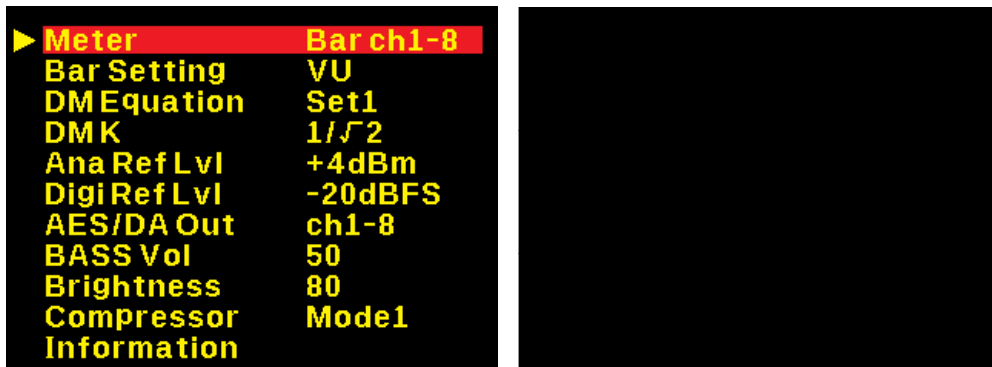 Meter Bar ch1-8
Bar Setting VU
DM Equation Set1
DM K 1/√2
Ana Ref Lvl +4dBm
Digi Ref Lvl -20dBFS
AES/DA Out ch1-8
BASS Vol 50
Brightness 80
Compressor Mode1
Information